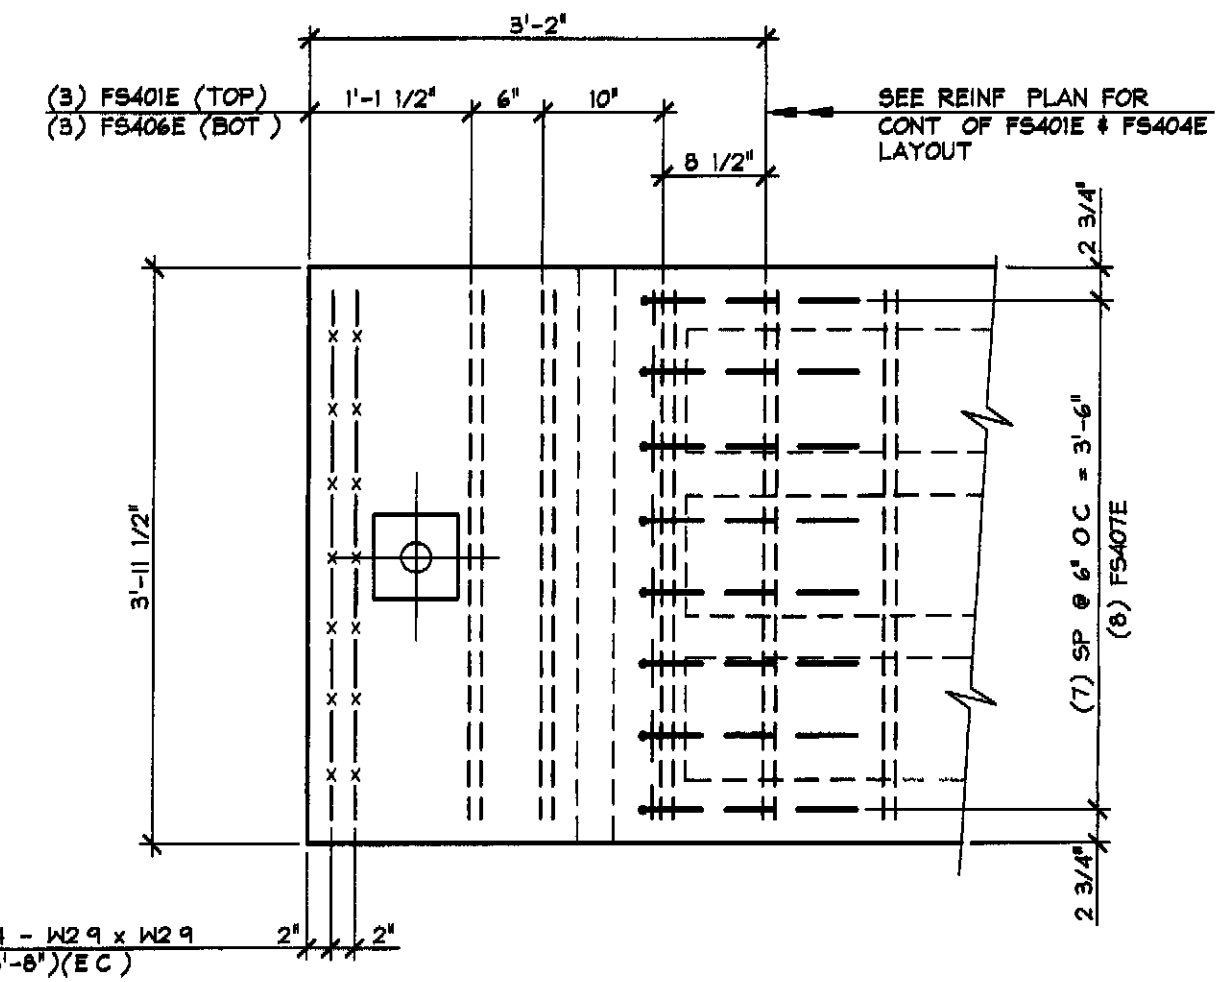 3'-2"
(3) FS401E (TOP)
(3) FS406E (BOT )
1'-1 1/2"
6"
10"
SEE REINF PLAN FOR
CONT OF FS401E & FS404E
LAYOUT
8 1/2"
2 3/4"
3'-11 1/2"
(7) SP @ 6" O C = 3'-6"
(8) FS407E
2 3/4"
- W2 9 x W2 9
'-8")(E C )
2"
2"